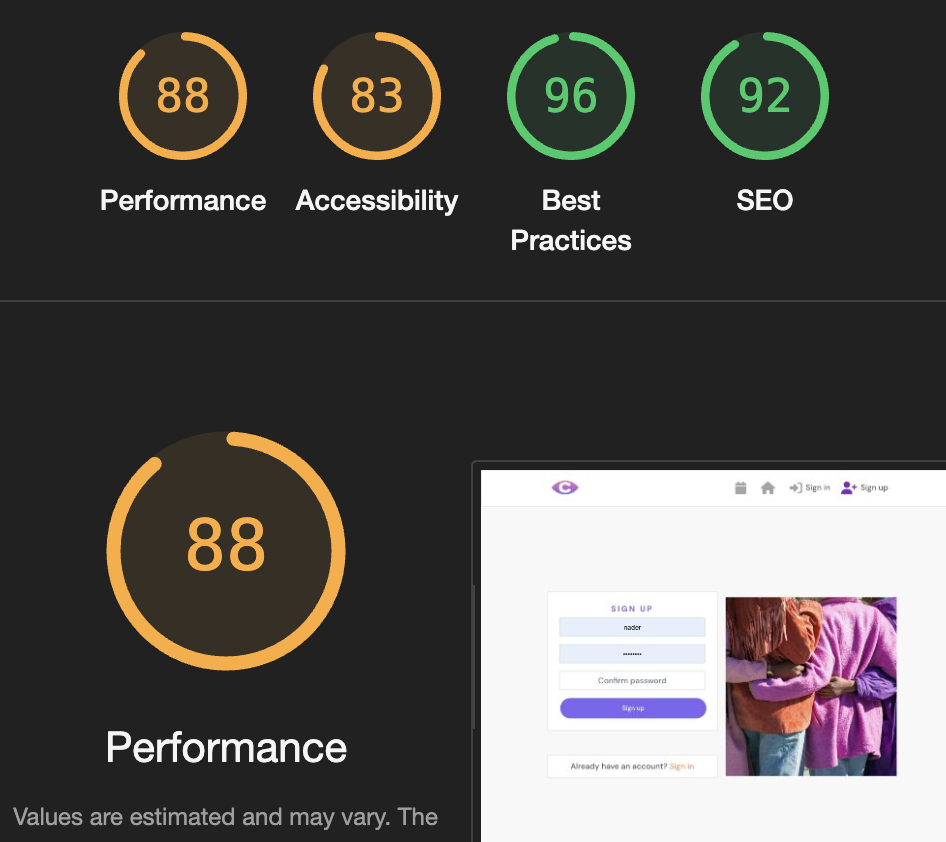 88
83
96
92
Performance
Accessibility
Best
Practices
SEO
88
Performance
Values are estimated and may vary. The
C
Sign in
Sign up
SIGN UP
nader
••••••••
Confirm password
Sign up
Already have an account? Sign in